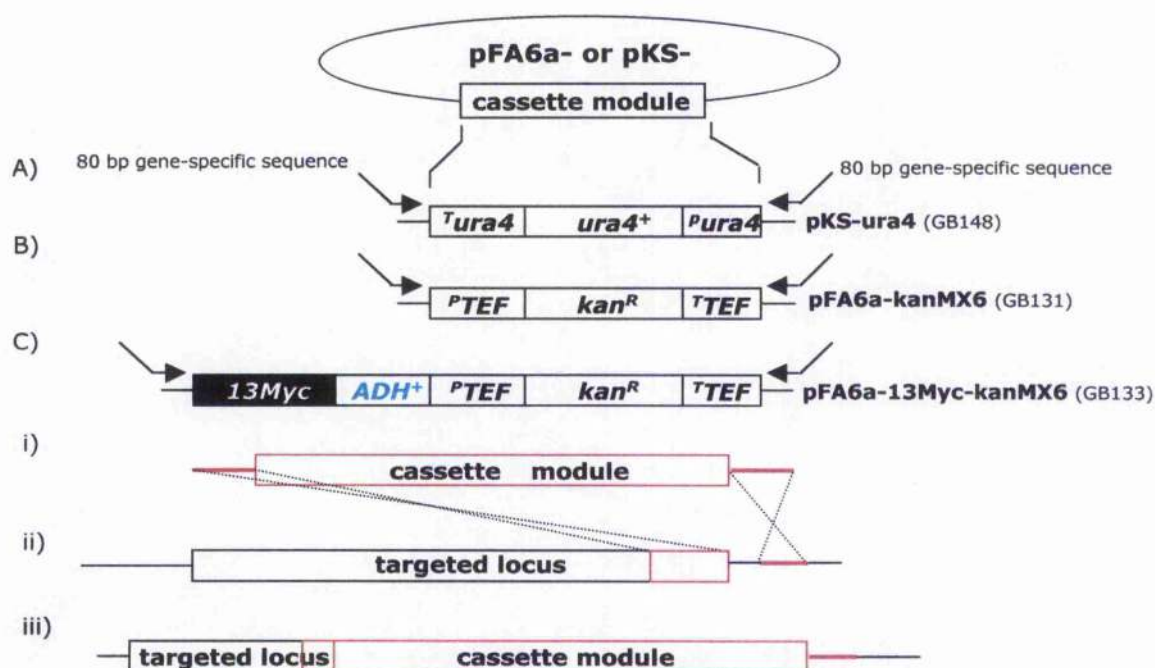 pFA6a- or pKS-
cassette module
A) 80 bp gene-specific sequence 80 bp gene-specific sequence
ᵀura4 ura4⁺ ᵖura4 pKS-ura4 (GB148)
B)
ᴾTEF kanᴿ ᵀTEF pFA6a-kanMX6 (GB131)
C)
13Myc ADH⁺ ᴾTEF kanᴿ ᵀTEF pFA6a-13Myc-kanMX6 (GB133)
i)
cassette module
ii)
targeted locus
iii)
targeted locus cassette module